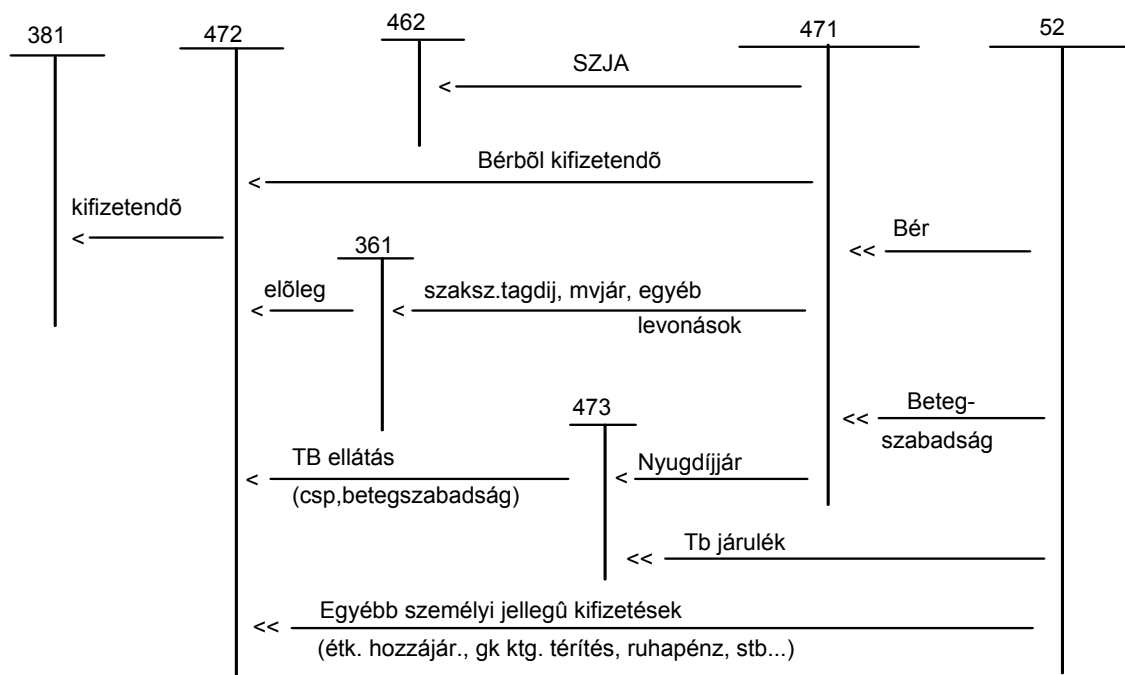 381
472
462
471
52
SZJA
<
Bérbõl kifizetendõ
<
kifizetendõ
<
Bér
<<
361
elõleg
<
szaksz.tagdij, mvjár, egyéb
<
levonások
473
Beteg-
<<
szabadság
TB ellátás
<
(csp,betegszabadság)
Nyugdíjjár
<
Tb járulék
<<
Egyébb személyi jellegû kifizetések
<<
(étk. hozzájár., gk ktg. térítés, ruhapénz, stb...)